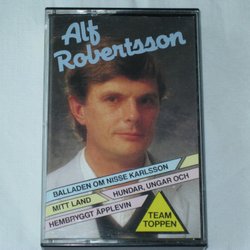 Alf
Robertsson
BALLADEN OM NISSE KARLSSON
MITT LAND
HUNDAR, UNGAR OCH
HEMBRYGGT ÄPPLEVIN
TEAM
TOPPEN